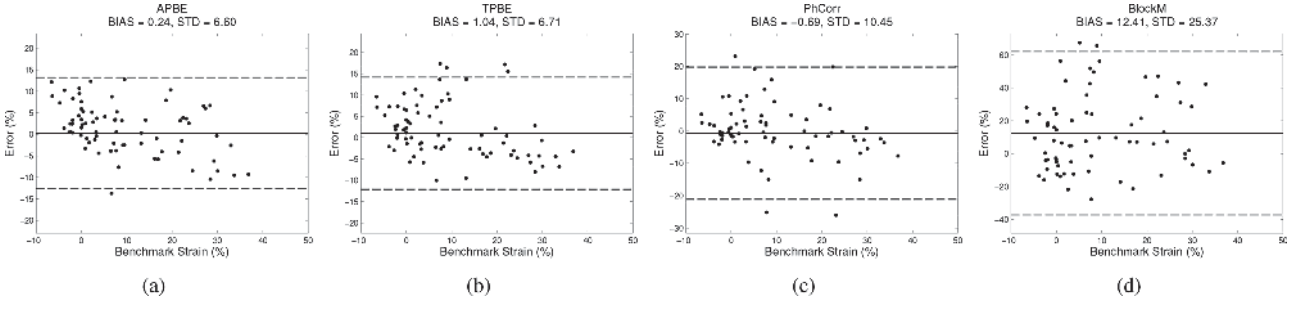 APBE
BIAS = 0.24, STD = 6.60
Error (%)
20
15
10
5
0
−5
−10
−15
−20
−10 0 10 20 30 40 50
Benchmark Strain (%)
(a)
TPBE
BIAS = 1.04, STD = 6.71
Error (%)
20
15
10
5
0
−5
−10
−15
−20
−10 0 10 20 30 40 50
Benchmark Strain (%)
(b)
PhCorr
BIAS = −0.69, STD = 10.45
Error (%)
30
20
10
0
−10
−20
−30
−10 0 10 20 30 40 50
Benchmark Strain (%)
(c)
BlockM
BIAS = 12.41, STD = 25.37
Error (%)
60
40
20
0
−20
−40
−50
−10 0 10 20 30 40 50
Benchmark Strain (%)
(d)